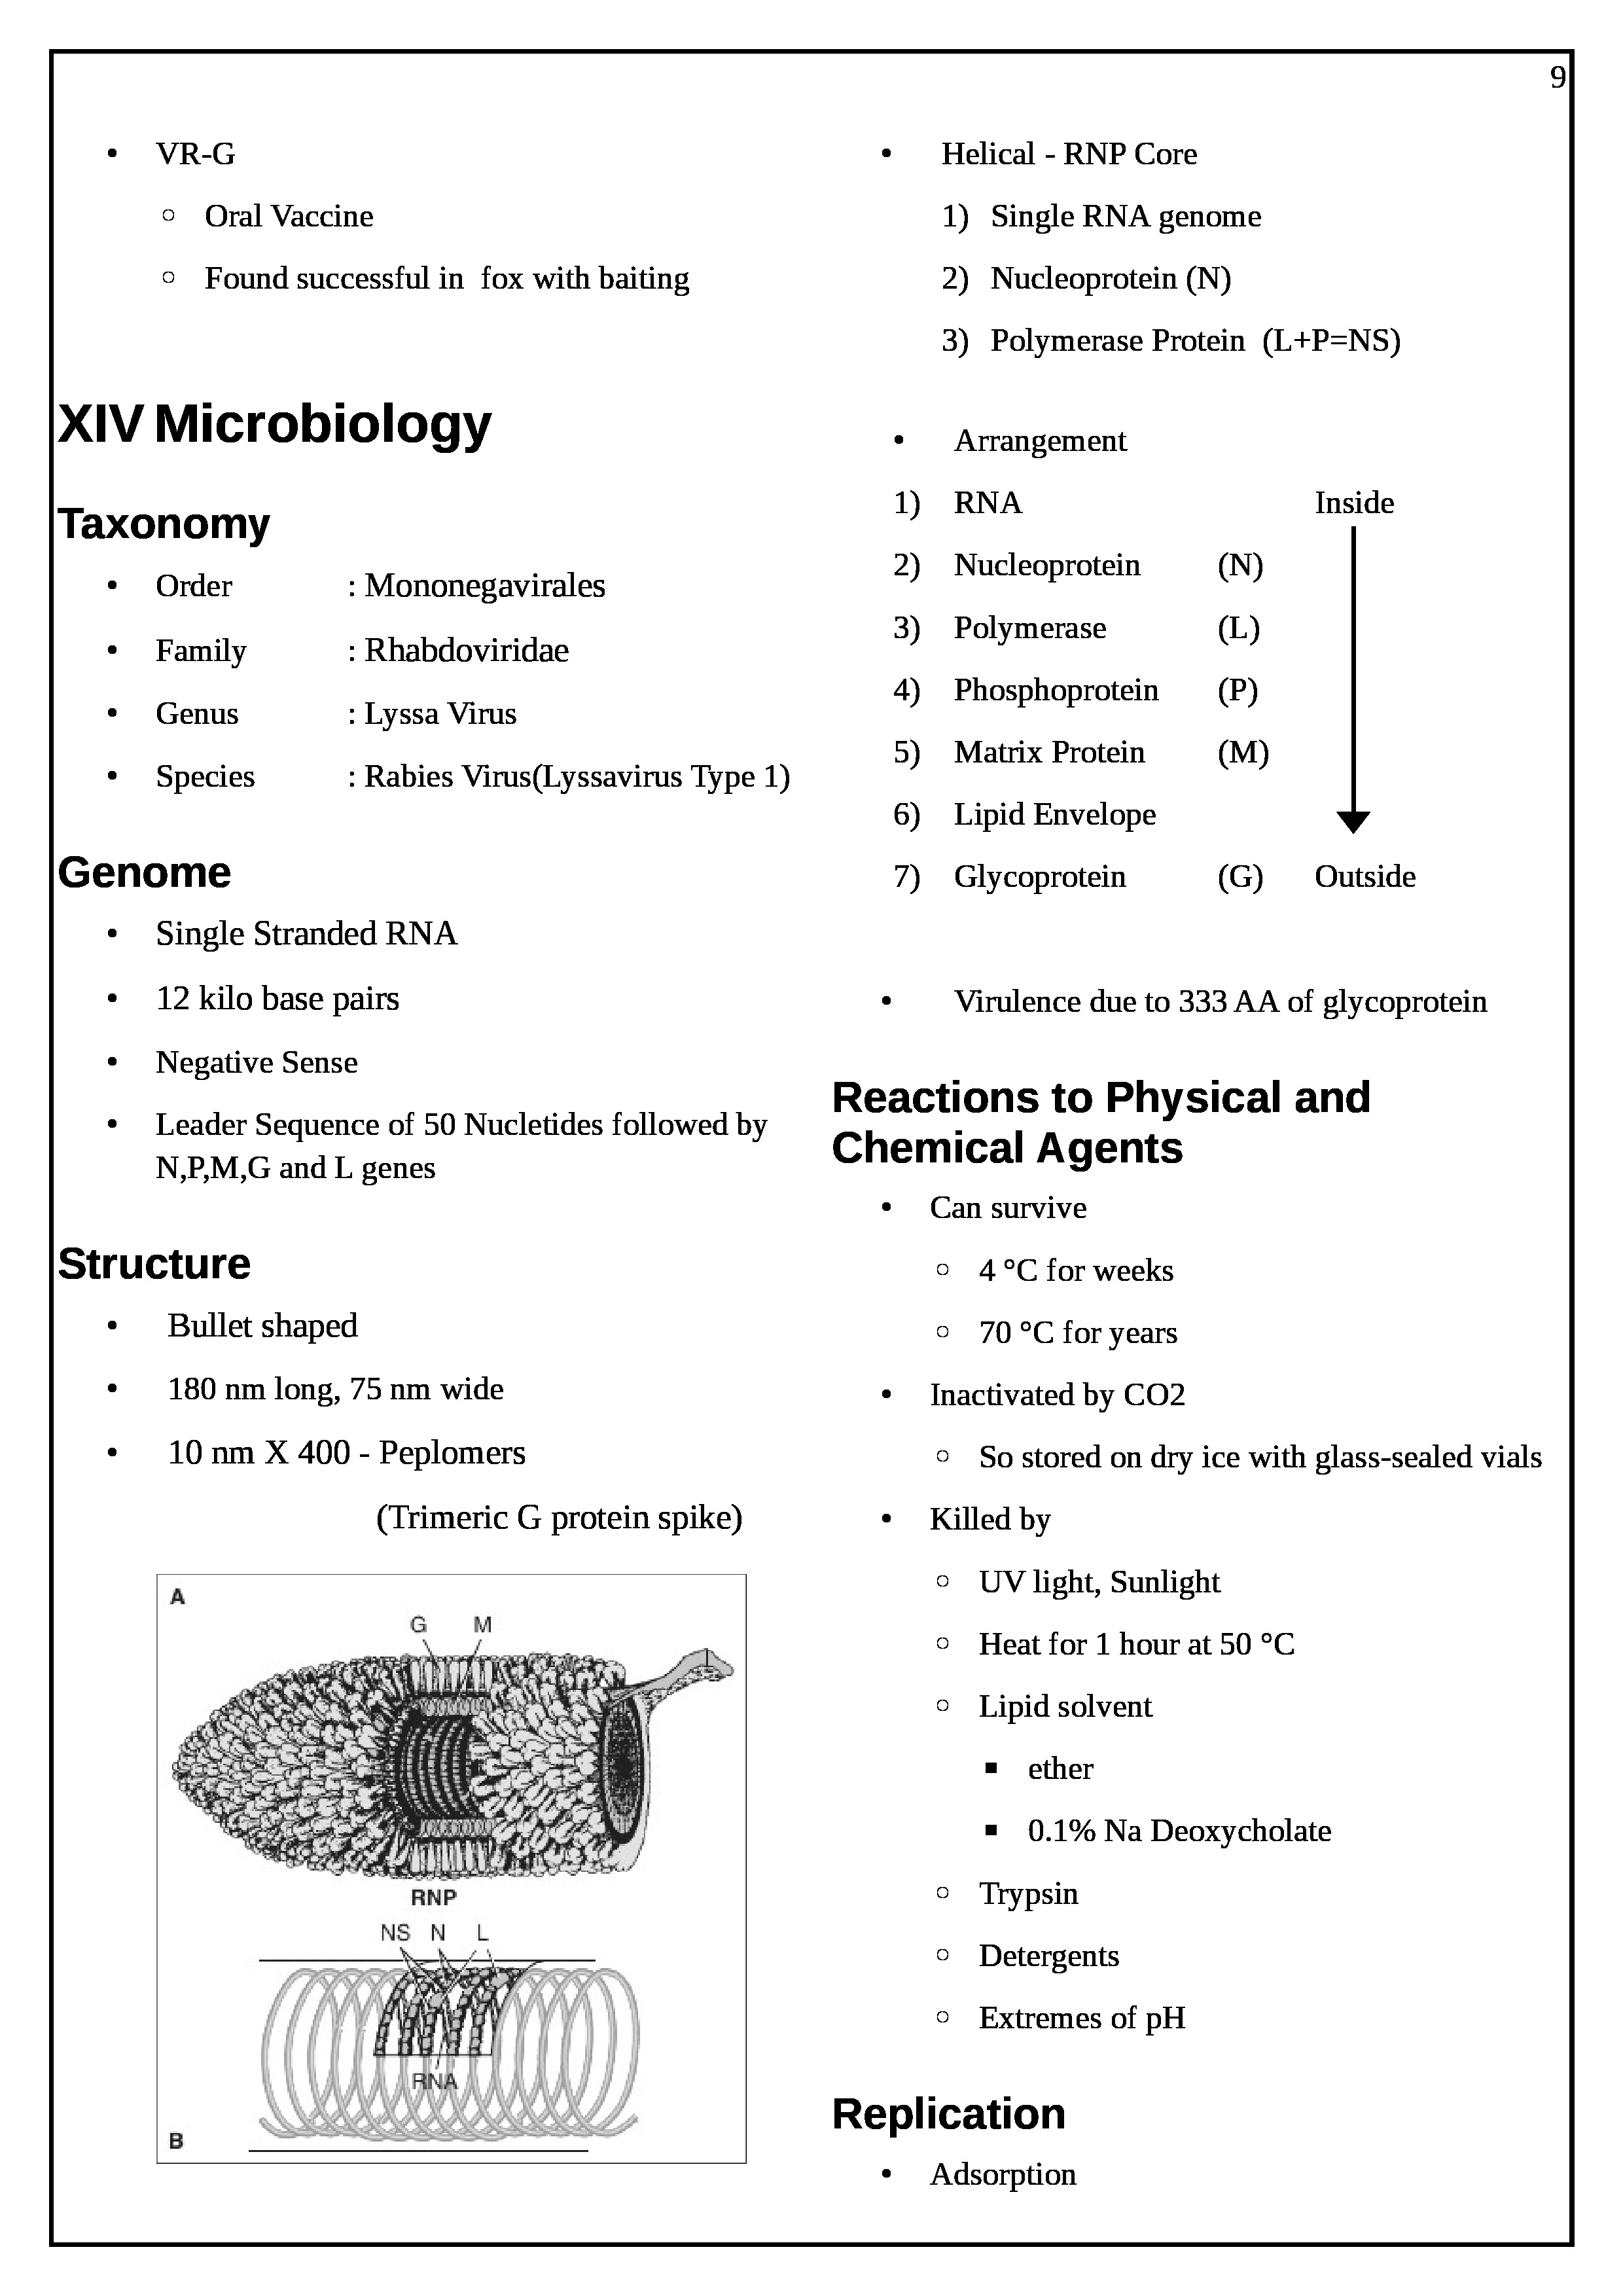 9
• VR-G
○ Oral Vaccine
○ Found successful in fox with baiting
XIV Microbiology
Taxonomy
• Order : Mononegavirales
• Family : Rhabdoviridae
• Genus : Lyssa Virus
• Species : Rabies Virus(Lyssavirus Type 1)
Genome
• Single Stranded RNA
• 12 kilo base pairs
• Negative Sense
• Leader Sequence of 50 Nucletides followed by
N,P,M,G and L genes
Structure
• Bullet shaped
• 180 nm long, 75 nm wide
• 10 nm X 400 - Peplomers
(Trimeric G protein spike)
A
G M
RNP
NS N L
RNA
B
• Helical - RNP Core
1) Single RNA genome
2) Nucleoprotein (N)
3) Polymerase Protein (L+P=NS)
• Arrangement
1) RNA Inside
2) Nucleoprotein (N)
3) Polymerase (L)
4) Phosphoprotein (P)
5) Matrix Protein (M)
6) Lipid Envelope
7) Glycoprotein (G) Outside
• Virulence due to 333 AA of glycoprotein
Reactions to Physical and
Chemical Agents
• Can survive
○ 4 °C for weeks
○ 70 °C for years
• Inactivated by CO2
○ So stored on dry ice with glass-sealed vials
• Killed by
○ UV light, Sunlight
○ Heat for 1 hour at 50 °C
○ Lipid solvent
▪ ether
▪ 0.1% Na Deoxycholate
○ Trypsin
○ Detergents
○ Extremes of pH
Replication
• Adsorption